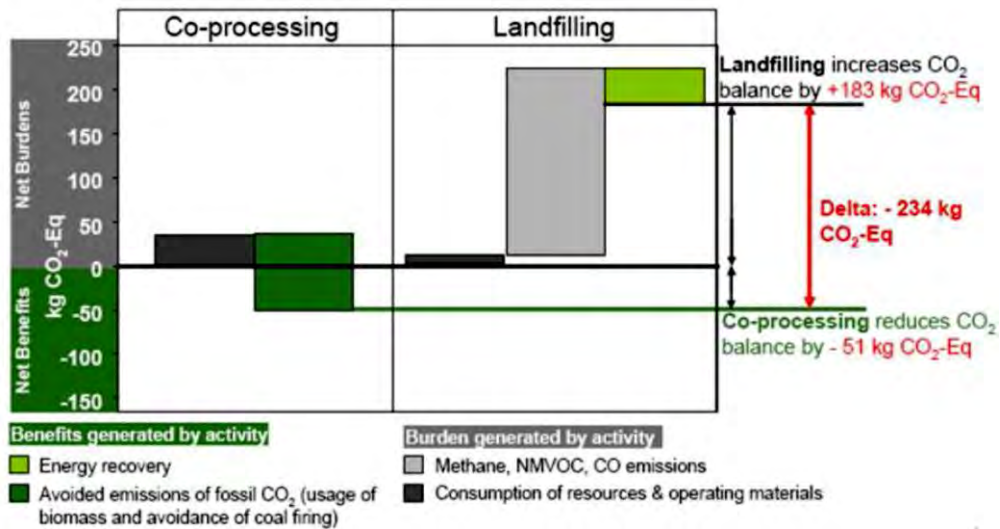 Co-processing
Landfilling
Net Burdens
Net Benefits
kg CO₂-Eq
250
200
150
100
50
0
-50
-100
-150
Landfilling increases CO₂
balance by +183 kg CO₂-Eq
Delta: - 234 kg
CO₂-Eq
Co-processing reduces CO₂
balance by - 51 kg CO₂-Eq
Benefits generated by activity
Energy recovery
Avoided emissions of fossil CO₂ (usage of
biomass and avoidance of coal firing)
Burden generated by activity
Methane, NMVOC, CO emissions
Consumption of resources & operating materials